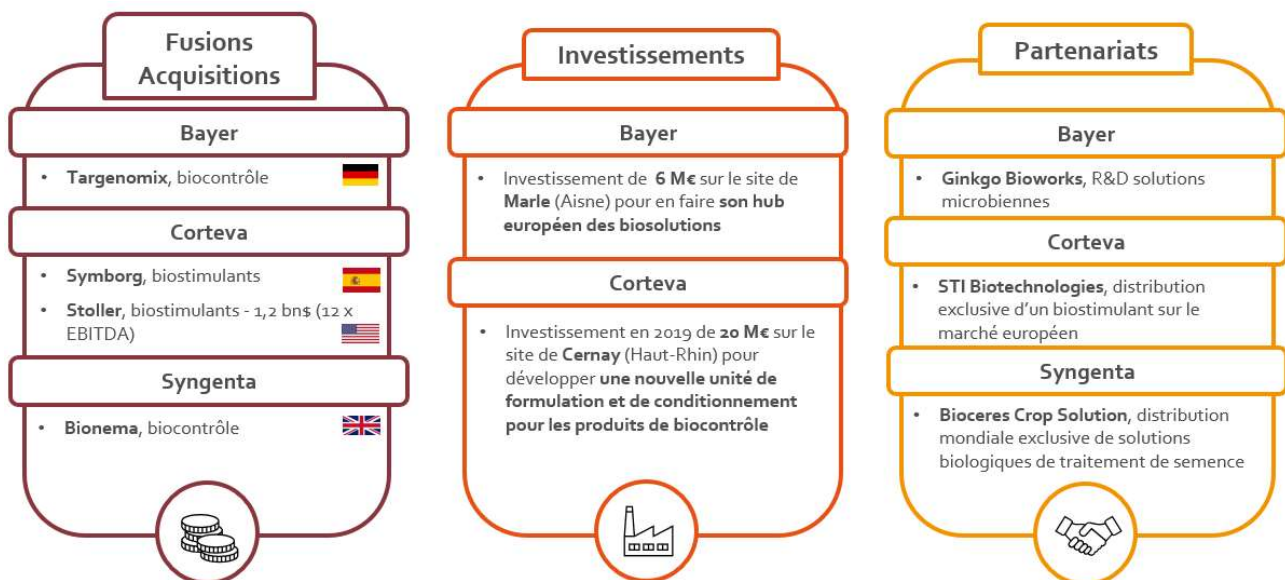 Fusions
Acquisitions
Bayer
• Targenomix, biocontrôle
Corteva
• Symborg, biostimulants
• Stoller, biostimulants - 1,2 bn$ (12 x
EBITDA)
Syngenta
• Bionema, biocontrôle
Investissements
Bayer
• Investissement de 6 M€ sur le site de
Marle (Aisne) pour en faire son hub
européen des biosolutions
Corteva
• Investissement en 2019 de 20 M€ sur le
site de Cernay (Haut-Rhin) pour
développer une nouvelle unité de
formulation et de conditionnement
pour les produits de biocontrôle
Partenariats
Bayer
• Ginkgo Bioworks, R&D solutions
microbiennes
Corteva
• STI Biotechnologies, distribution
exclusive d'un biostimulant sur le
marché européen
Syngenta
• Bioceres Crop Solution, distribution
mondiale exclusive de solutions
biologiques de traitement de semence